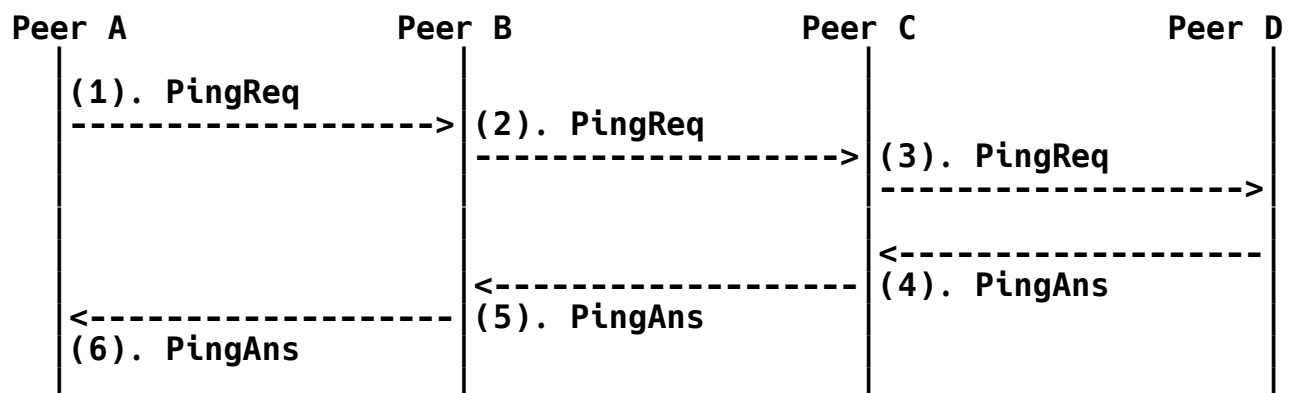 Peer A Peer B Peer C Peer D
(1). PingReq
------------------->|(2). PingReq
------------------->|(3). PingReq
------------------->
<-------------------
<-------------------|(4). PingAns
<-------------------|(5). PingAns
(6). PingAns